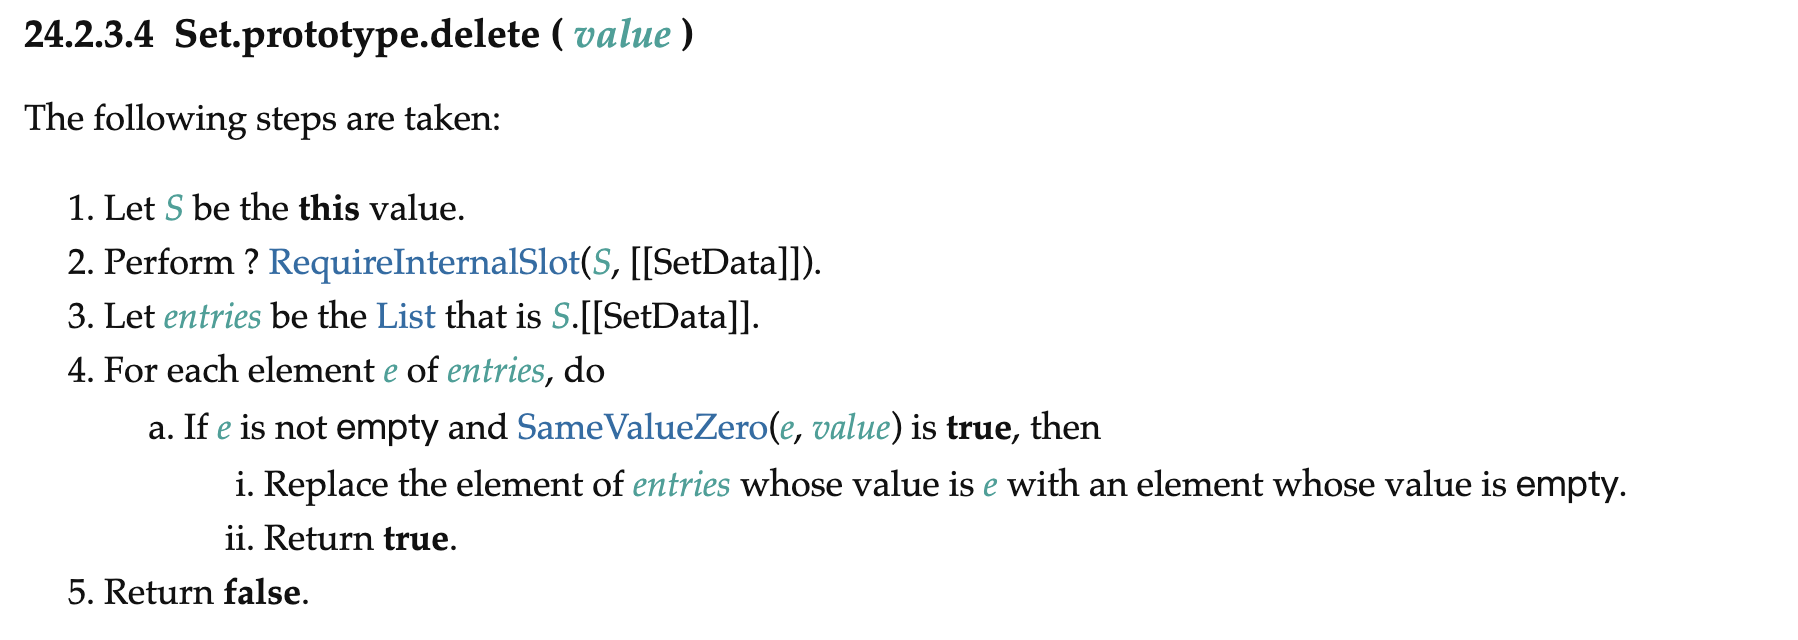 24.2.3.4 Set.prototype.delete ( value )
The following steps are taken:
1. Let S be the this value.
2. Perform ? RequireInternalSlot(S, [[SetData]]).
3. Let entries be the List that is S.[[SetData]].
4. For each element e of entries, do
a. If e is not empty and SameValueZero(e, value) is true, then
i. Replace the element of entries whose value is e with an element whose value is empty.
ii. Return true.
5. Return false.